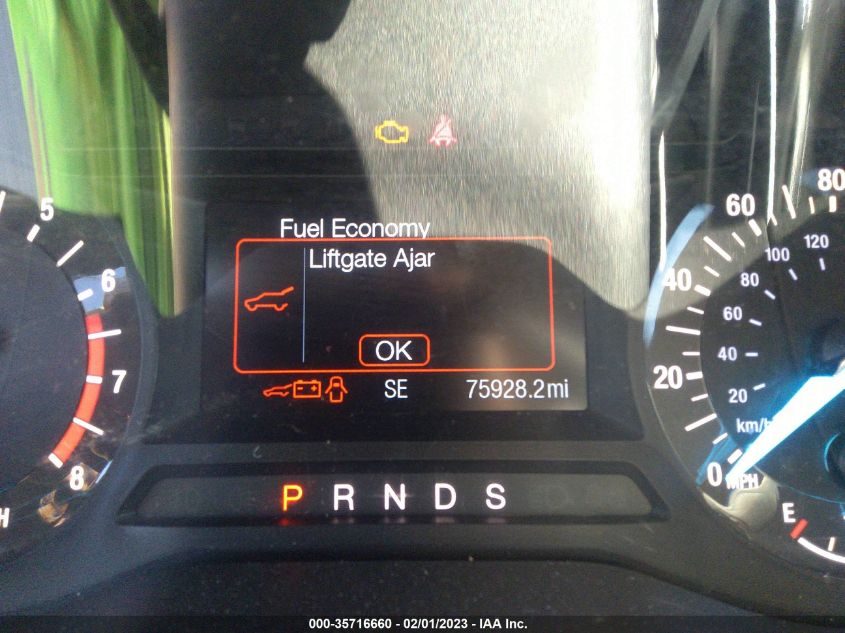 Fuel Economy
Liftgate Ajar
OK
SE 75928.2mi
P R N D S
5
6
7
8
H
0 20 40 60 80
20 40 60 80 100 120
km/h
MPH
E
000-35716660 - 02/01/2023 - IAA Inc.